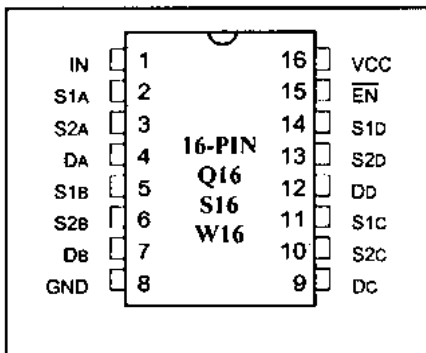 IN 1 16 VCC
S1A 2 15 EN
S2A 3 14 S1D
DA 4 16-PIN 13 S2D
S1B 5 Q16 12 DD
S2B 6 S16 11 S1C
DB 7 W16 10 S2C
GND 8 9 DC